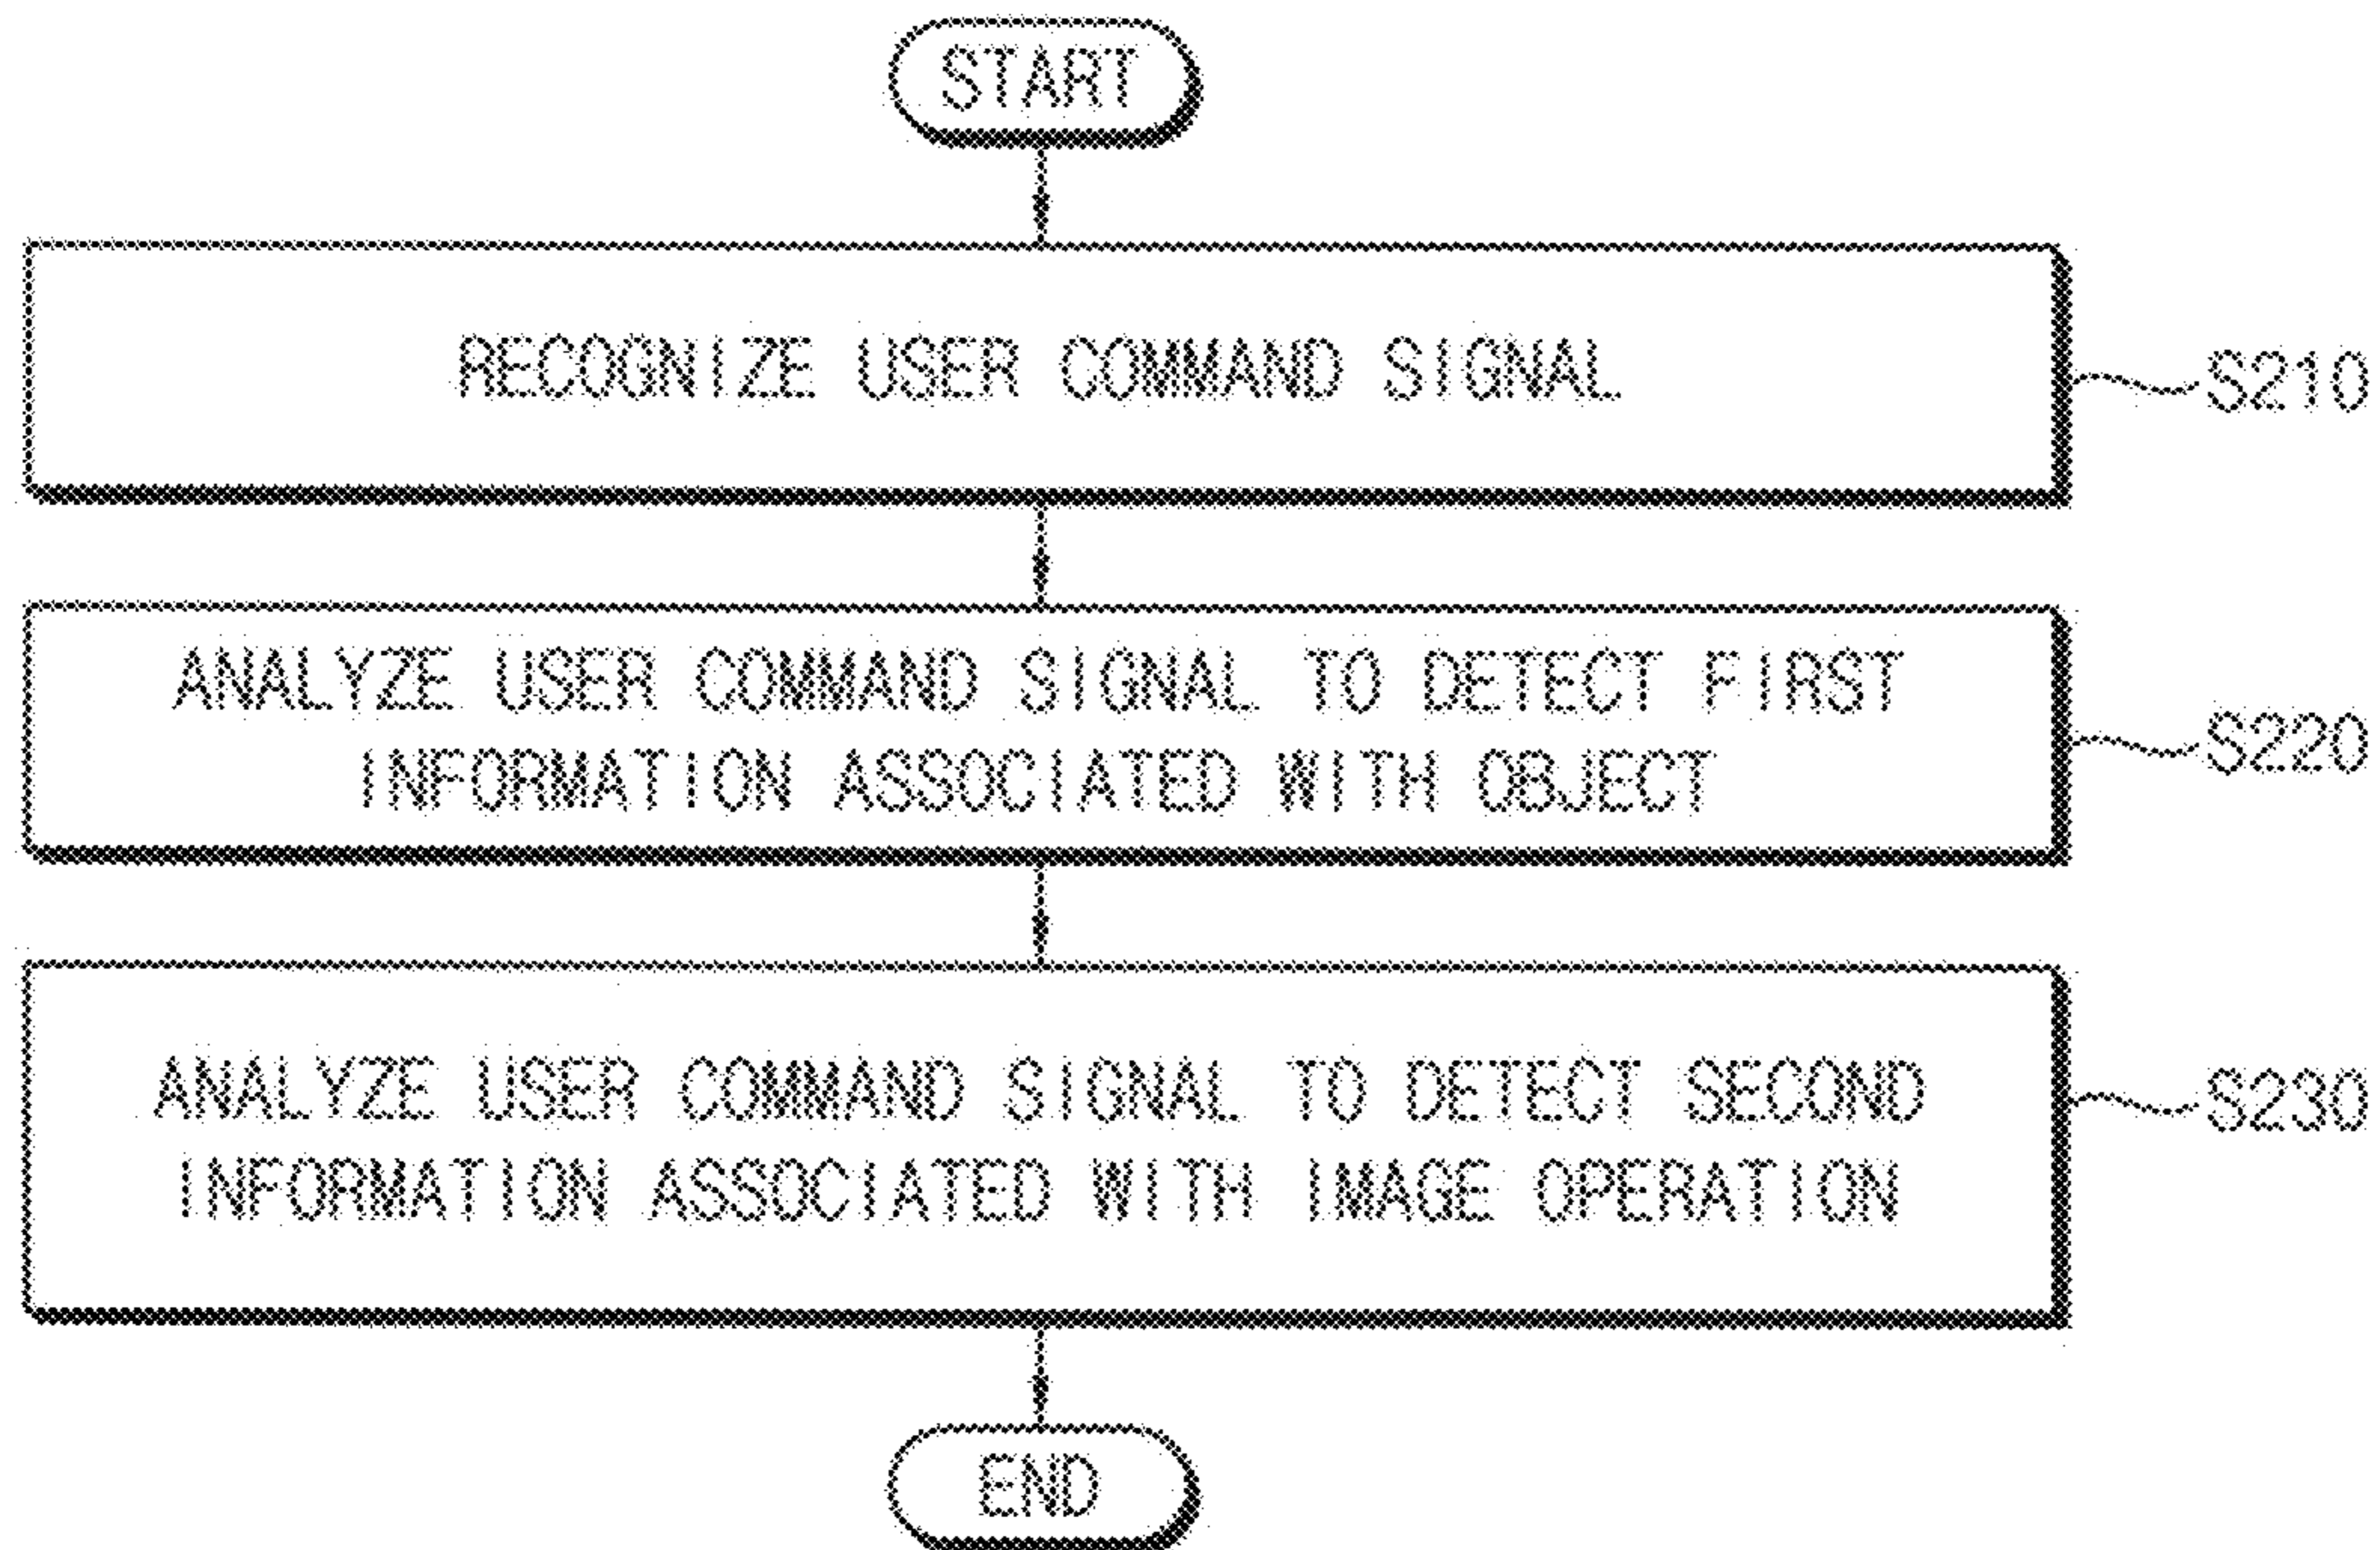 START
RECOGNIZE USER COMMAND SIGNAL
S210
ANALYZE USER COMMAND SIGNAL TO DETECT FIRST
INFORMATION ASSOCIATED WITH OBJECT
S220
ANALYZE USER COMMAND SIGNAL TO DETECT SECOND
INFORMATION ASSOCIATED WITH IMAGE OPERATION
S230
END